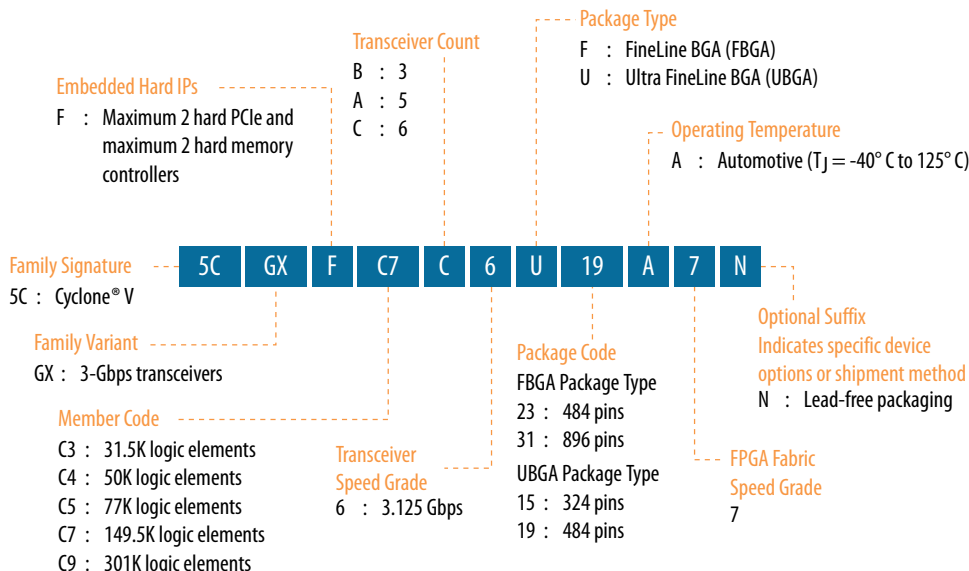 Package Type
F : FineLine BGA (FBGA)
U : Ultra FineLine BGA (UBGA)
Transceiver Count
B : 3
A : 5
C : 6
Embedded Hard IPs
F : Maximum 2 hard PCIe and
maximum 2 hard memory
controllers
Operating Temperature
A : Automotive (TJ = -40° C to 125° C)
5C GX F C7 C 6 U 19 A 7 N
Family Signature
5C : Cyclone® V
Family Variant
GX : 3-Gbps transceivers
Member Code
C3 : 31.5K logic elements
C4 : 50K logic elements
C5 : 77K logic elements
C7 : 149.5K logic elements
C9 : 301K logic elements
Transceiver
Speed Grade
6 : 3.125 Gbps
Package Code
FBGA Package Type
23 : 484 pins
31 : 896 pins
UBGA Package Type
15 : 324 pins
19 : 484 pins
FPGA Fabric
Speed Grade
7
Optional Suffix
Indicates specific device
options or shipment method
N : Lead-free packaging